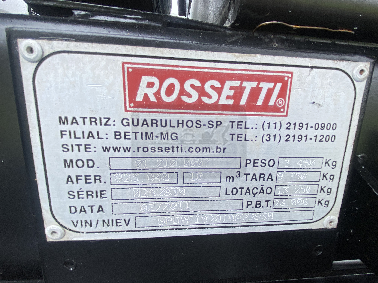 ROSSETTI®
MATRIZ: GUARULHOS-SP TEL.: (11) 2191-0900
FILIAL: BETIM-MG TEL.: (31) 2191-1200
SITE: www.rossetti.com.br
MOD. PESO Kg
AFER. m³ TARA Kg
SÉRIE LOTAÇÃO Kg
DATA P.B.T. Kg
VIN/NIEV